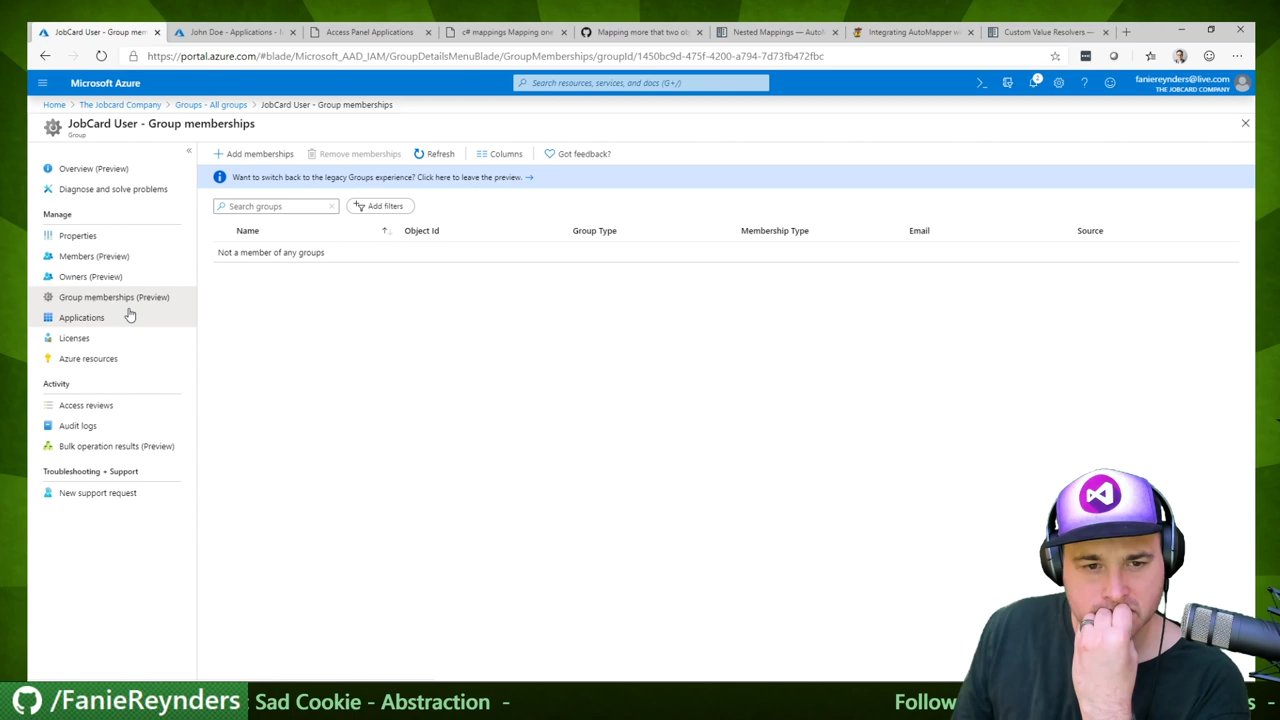 JobCard User - Group mem
John Doe - Applications -
Access Panel Applications
c# mappings Mapping one
Mapping more that two ob
Nested Mappings — AutoM
Integrating AutoMapper w
Custom Value Resolvers —
https://portal.azure.com/#blade/Microsoft_AAD_IAM/GroupDetailsMenuBlade/GroupMemberships/groupId/1450bc9d-475f-4200-a794-7d73fb472fbc
Microsoft Azure
Search resources, services, and docs (G+/)
1
faniereynders@live.com
THE JOBCARD COMPANY
Home > The Jobcard Company > Groups - All groups > JobCard User - Group memberships
JobCard User - Group memberships
Group
Overview (Preview)
Diagnose and solve problems
Manage
Properties
Members (Preview)
Owners (Preview)
Group memberships (Preview)
Applications
Licenses
Azure resources
Activity
Access reviews
Audit logs
Bulk operation results (Preview)
Troubleshooting + Support
New support request
Add memberships
Remove memberships
Refresh
Columns
Got feedback?
Want to switch back to the legacy Groups experience? Click here to leave the preview. →
Search groups
Add filters
Name
Object Id
Group Type
Membership Type
Email
Source
Not a member of any groups
/FanieReynders
Sad Cookie - Abstraction -
Follow
s -